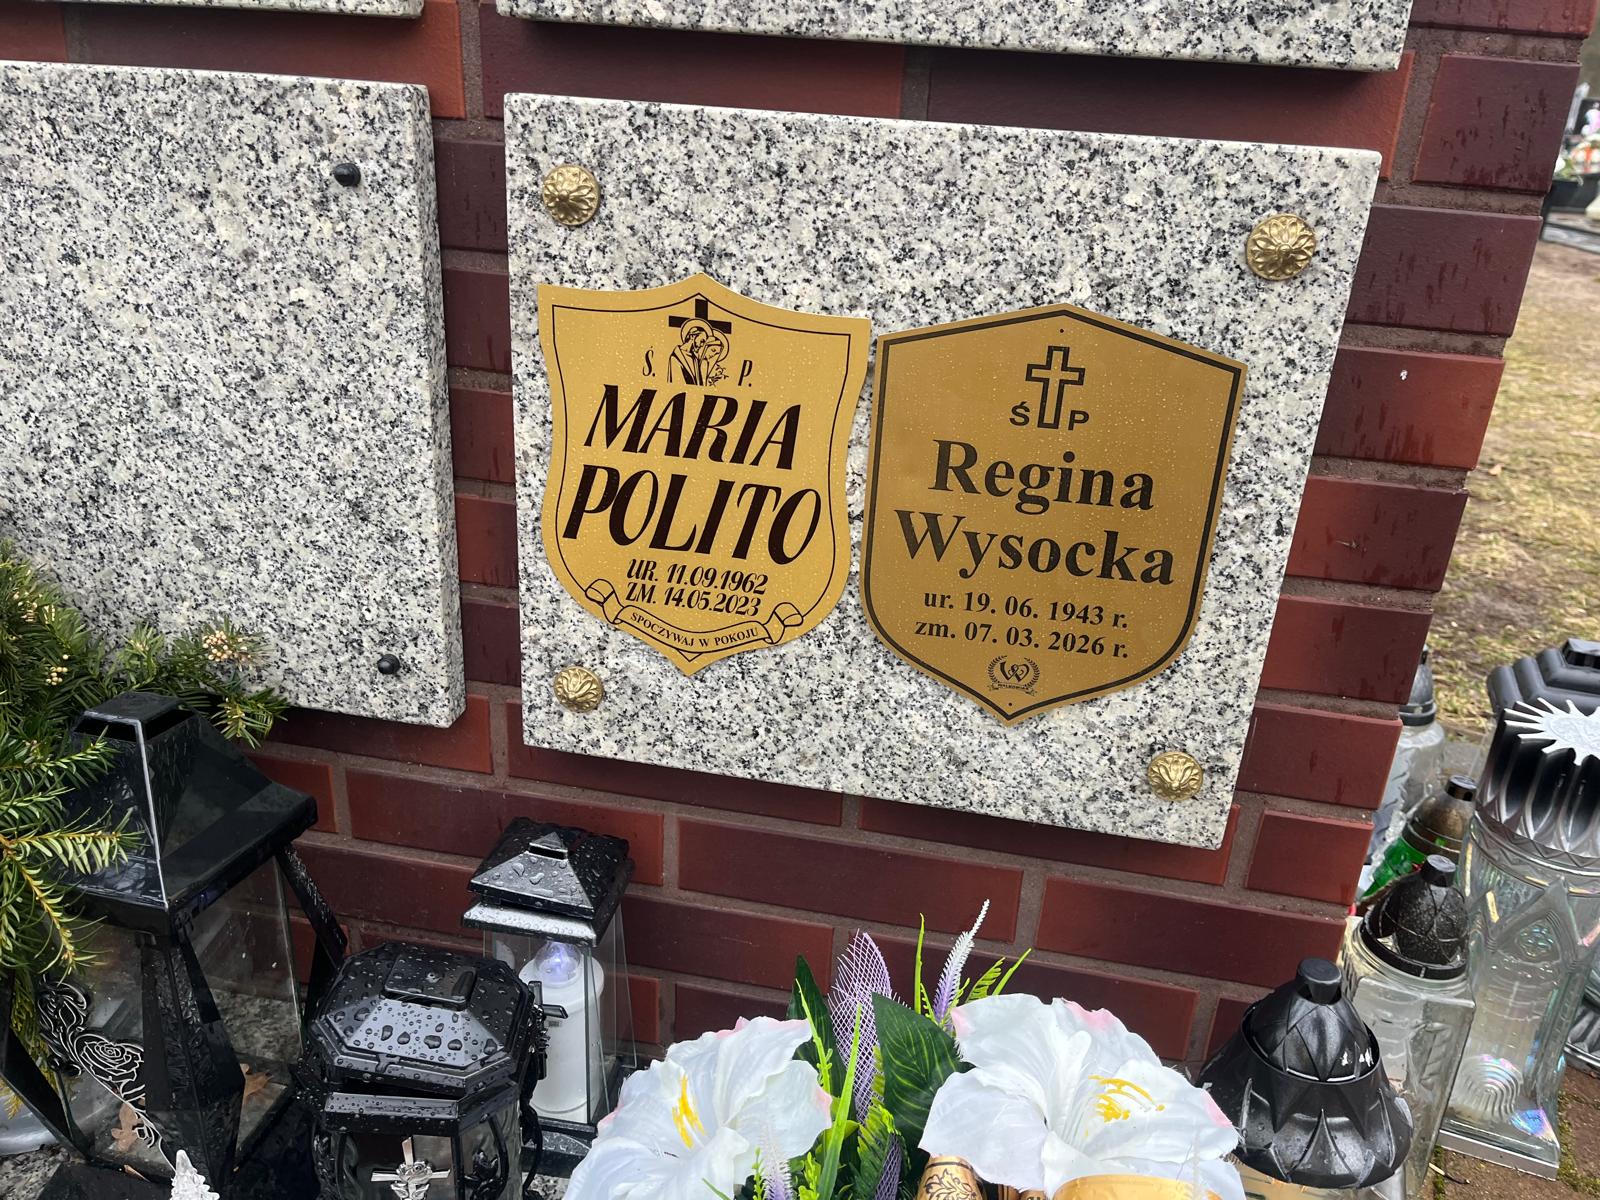 Ś. P.
MARIA
POLITO
UR. 11.09.1962
ZM. 14.05.2023
SPOCZYWAJ W POKOJU
Ś P
Regina
Wysocka
ur. 19. 06. 1943 r.
zm. 07. 03. 2026 r.